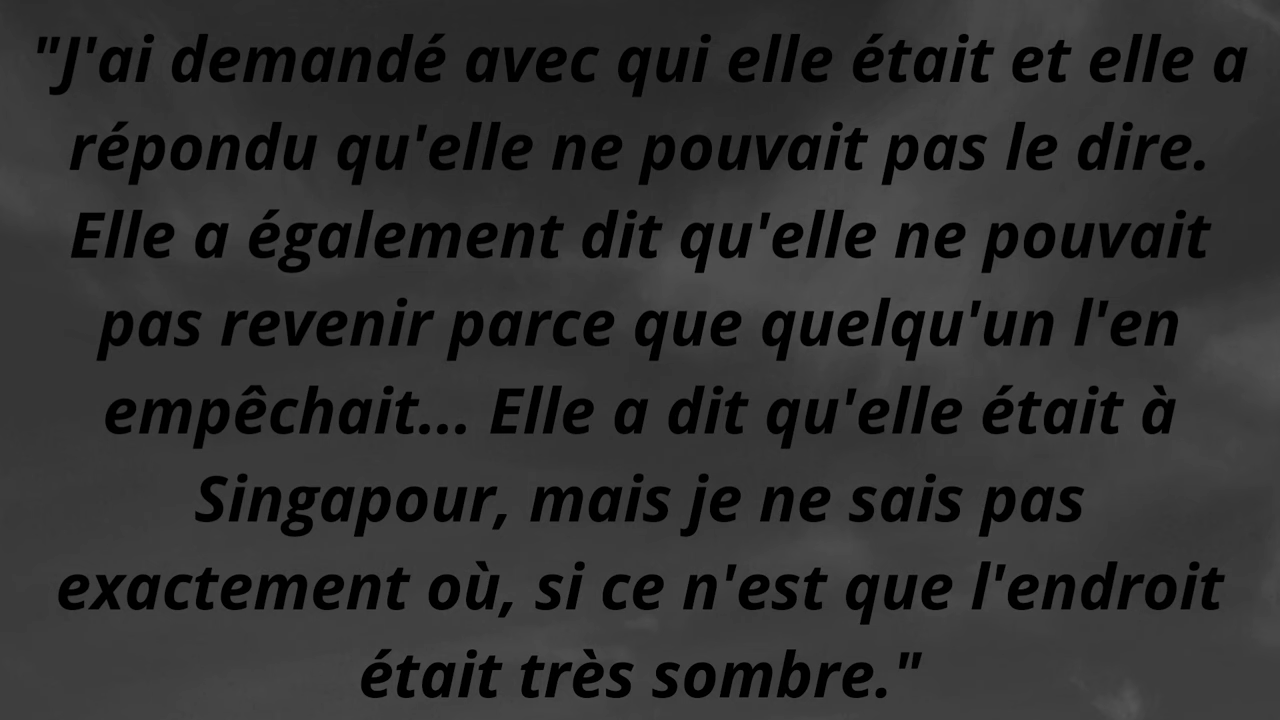 "J'ai demandé avec qui elle était et elle a
répondu qu'elle ne pouvait pas le dire.
Elle a également dit qu'elle ne pouvait
pas revenir parce que quelqu'un l'en
empêchait... Elle a dit qu'elle était à
Singapour, mais je ne sais pas
exactement où, si ce n'est que l'endroit
était très sombre."